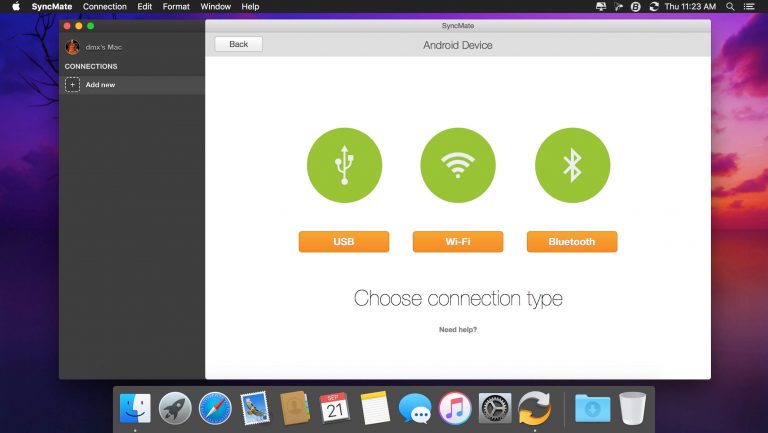 SyncMate Connection Edit Format Window Help Thu 11:23 AM
SyncMate
dmx's Mac
Back
Android Device
CONNECTIONS
+ Add new
USB
Wi-Fi
Bluetooth
Choose connection type
Need help?
SEP
21